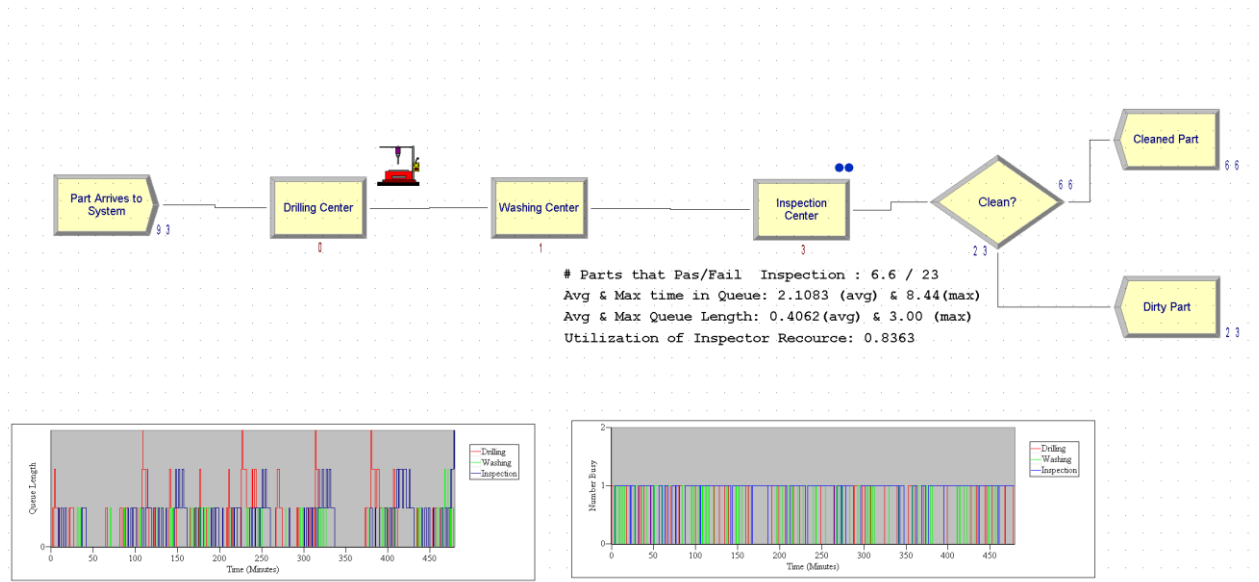 Cleaned Part
6 6
Part Arrives to
System
9 3
Drilling Center
0
Washing Center
1
Inspection
Center
3
Clean?
6 6
2 3
Dirty Part
2 3
# Parts that Pas/Fail Inspection : 6.6 / 23
Avg & Max time in Queue: 2.1083 (avg) & 8.44(max)
Avg & Max Queue Length: 0.4062(avg) & 3.00 (max)
Utilization of Inspector Recource: 0.8363
Queue Length
0
0 50 100 150 200 250 300 350 400 450
Time (Minutes)
Drilling
Washing
Inspection
Number Busy
2
1
0
0 50 100 150 200 250 300 350 400 450
Time (Minutes)
Drilling
Washing
Inspection